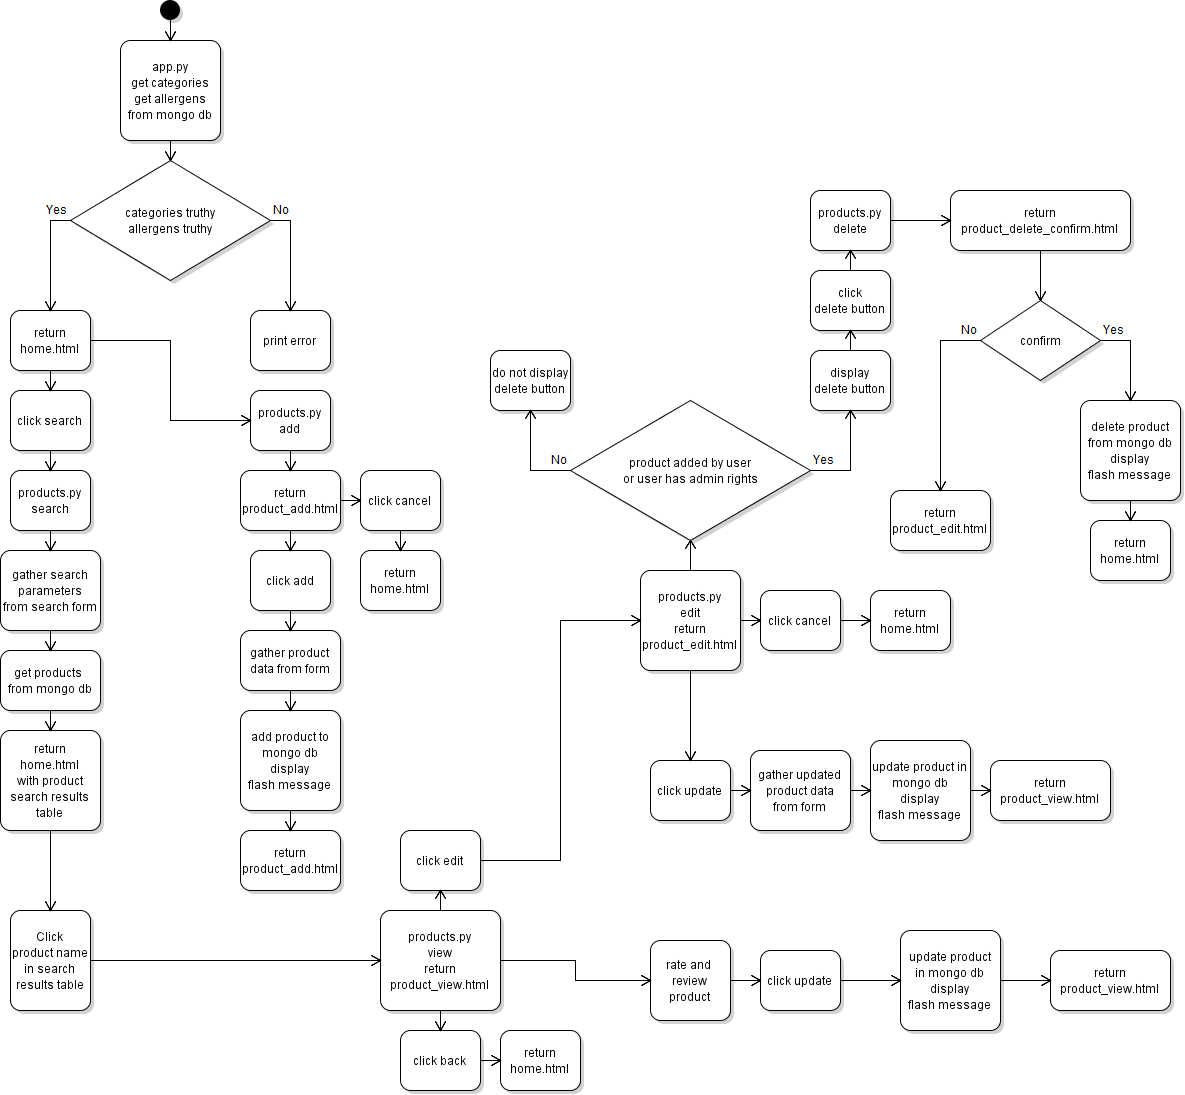 app.py
get categories
get allergens
from mongo db
categories truthy
allergens truthy
Yes
No
return
home.html
print error
click search
products.py
search
gather search
parameters
from search form
get products
from mongo db
return
home.html
with product
search results
table
Click
product name
in search
results table
products.py
add
return
product_add.html
click cancel
return
home.html
click add
gather product
data from form
add product to
mongo db
display
flash message
return
product_add.html
products.py
view
return
product_view.html
click edit
click back
return
home.html
rate and
review
product
click update
update product
in mongo db
display
flash message
return
product_view.html
products.py
edit
return
product_edit.html
click cancel
return
home.html
click update
gather updated
product data
from form
update product in
mongo db
display
flash message
return
product_view.html
product added by user
or user has admin rights
No
Yes
do not display
delete button
display
delete button
click
delete button
products.py
delete
return
product_delete_confirm.html
confirm
No
Yes
return
product_edit.html
delete product
from mongo db
display
flash message
return
home.html